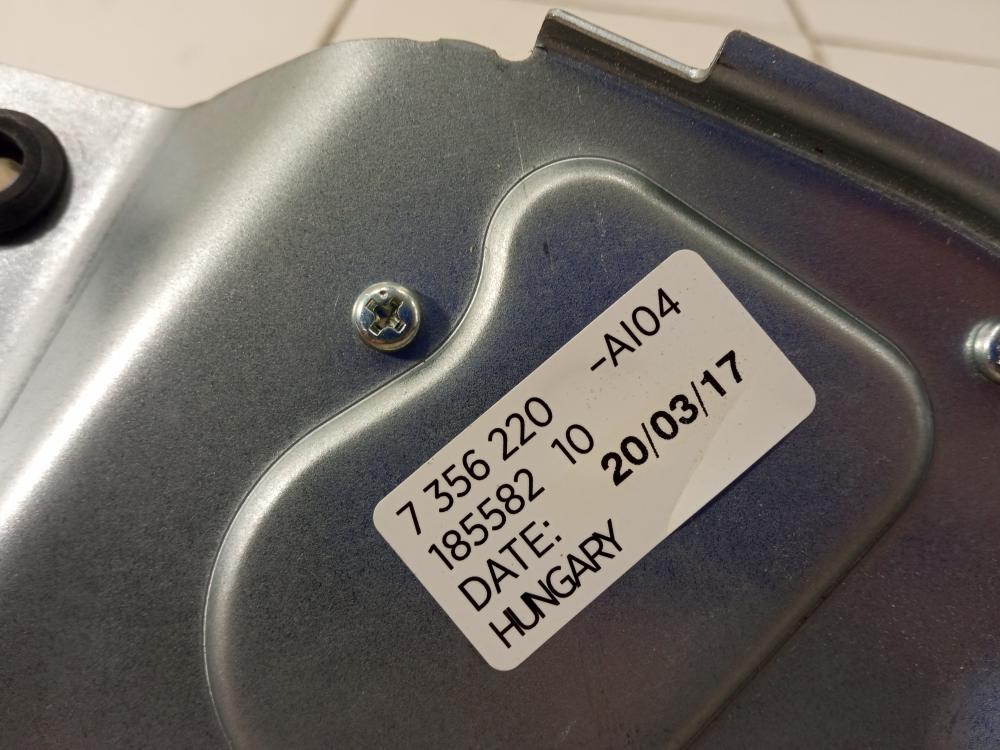 7 356 220 -AI04
185582 10
DATE: 20/03/17
HUNGARY